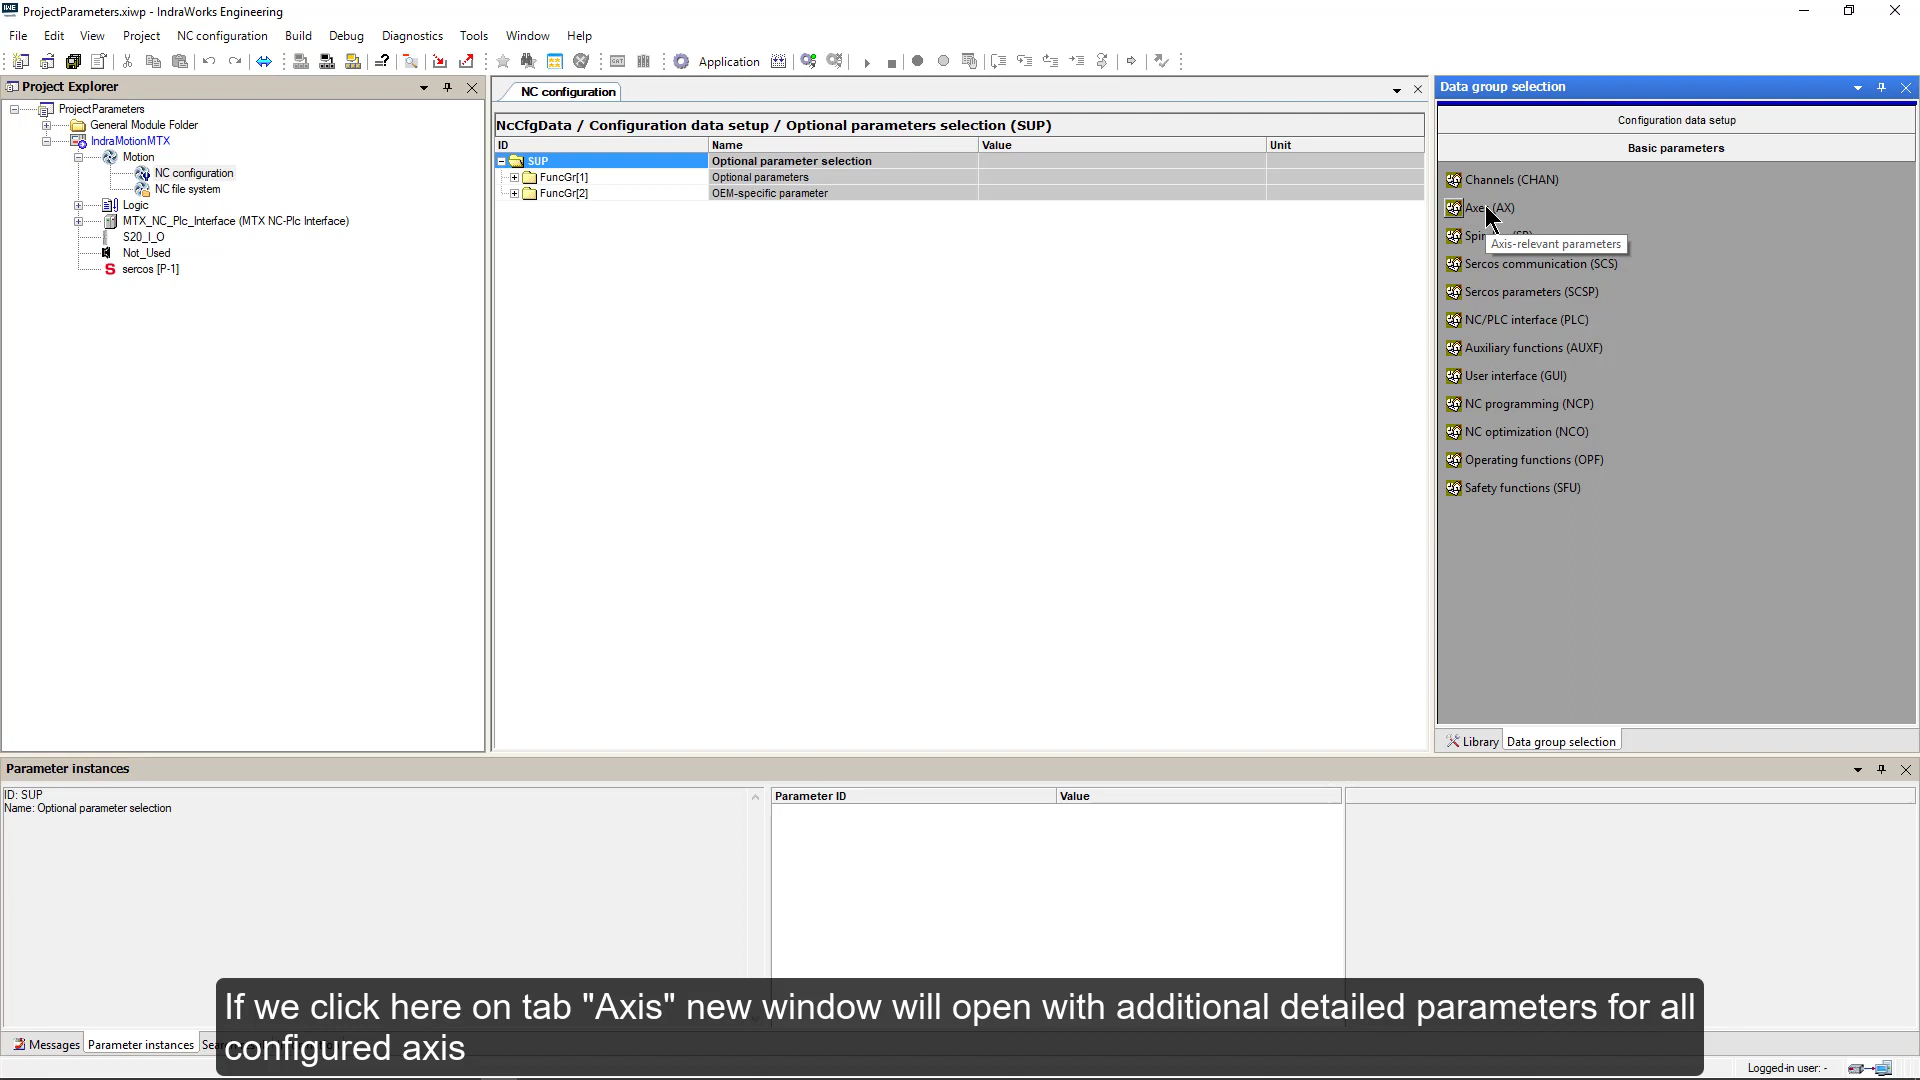 ProjectParameters.xiwp - IndraWorks Engineering
File Edit View Project NC configuration Build Debug Diagnostics Tools Window Help
Application
Project Explorer
ProjectParameters
General Module Folder
IndraMotionMTX
Motion
NC configuration
NC file system
Logic
MTX_NC_Plc_Interface (MTX NC-Plc Interface)
S20_I_O
Not_Used
sercos [P-1]
NC configuration
NcCfgData / Configuration data setup / Optional parameters selection (SUP)
ID Name Value Unit
SUP Optional parameter selection
FuncGr[1] Optional parameters
FuncGr[2] OEM-specific parameter
Data group selection
Configuration data setup
Basic parameters
Channels (CHAN)
(AX)
Axis-relevant parameters
Sercos communication (SCS)
Sercos parameters (SCSP)
NC/PLC interface (PLC)
Auxiliary functions (AUXF)
User interface (GUI)
NC programming (NCP)
NC optimization (NCO)
Operating functions (OPF)
Safety functions (SFU)
Library Data group selection
Parameter instances
ID: SUP
Name: Optional parameter selection
Parameter ID Value
If we click here on tab "Axis" new window will open with additional detailed parameters for all
configured axis
Messages Parameter instances
Logged-in user: -